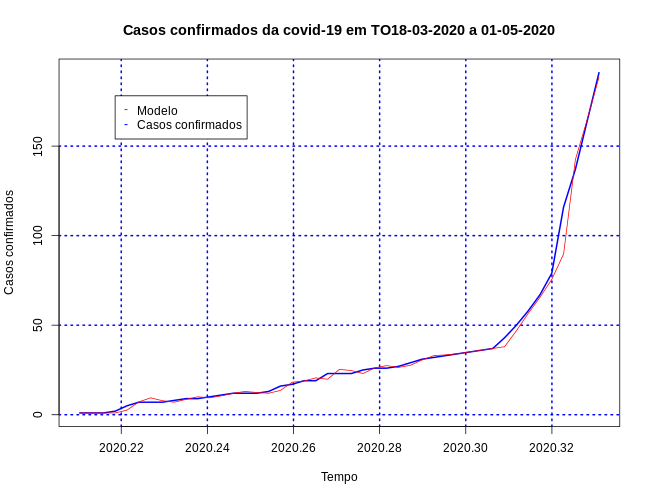 Casos confirmados da covid-19 em TO18-03-2020 a 01-05-2020
Modelo
Casos confirmados
Casos confirmados
150
100
50
0
2020.22 2020.24 2020.26 2020.28 2020.30 2020.32
Tempo